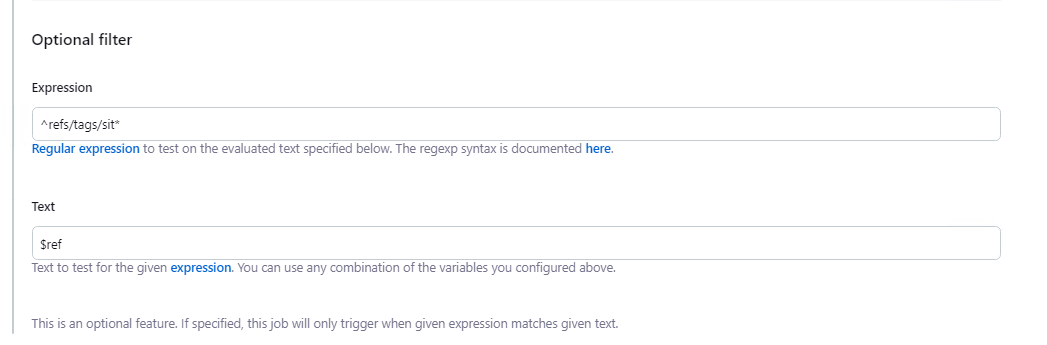 Optional filter
Expression
^refs/tags/sit*
Regular expression to test on the evaluated text specified below. The regexp syntax is documented here.
Text
$ref
Text to test for the given expression. You can use any combination of the variables you configured above.
This is an optional feature. If specified, this job will only trigger when given expression matches given text.